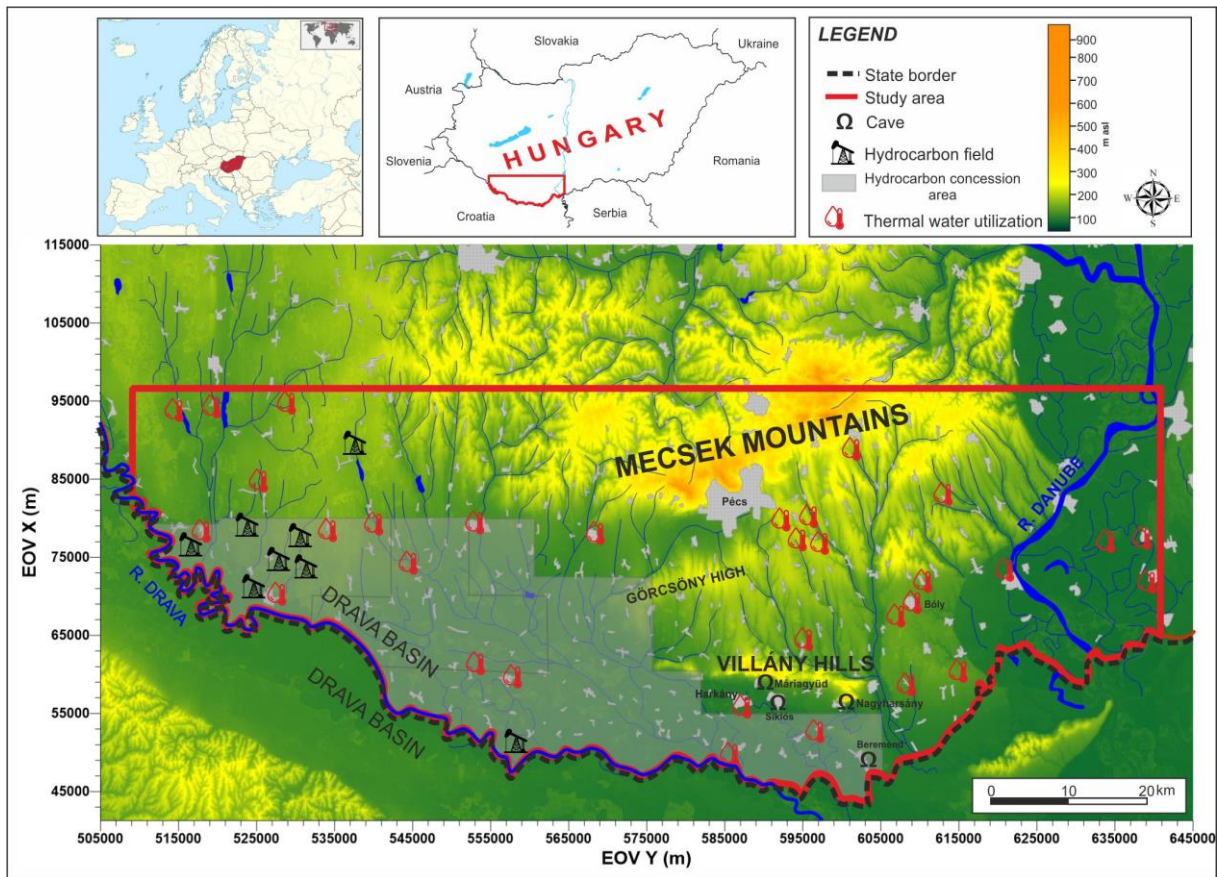 Slovakia
Ukraine
Austria
HUNGARY
Slovenia
Romania
Croatia
Serbia
LEGEND
State border
Study area
Cave
Hydrocarbon field
Hydrocarbon concession
area
Thermal water utilization
900
800
700
600
500
400
300
200
100
m asl
N
W E
S
115000
105000
95000
85000
75000
65000
55000
45000
EOV X (m)
MECSEK MOUNTAINS
Pécs
R. DANUBE
R. DRAVA
GÖRCSÖNY HIGH
Bóly
DRAVA BASIN
DRAVA BASIN
VILLÁNY HILLS
Máriagyűd
Harkány
Siklós
Nagyharsány
Beremend
0 10 20 km
505000 515000 525000 535000 545000 555000 565000 575000 585000 595000 605000 615000 625000 635000 645000
EOV Y (m)